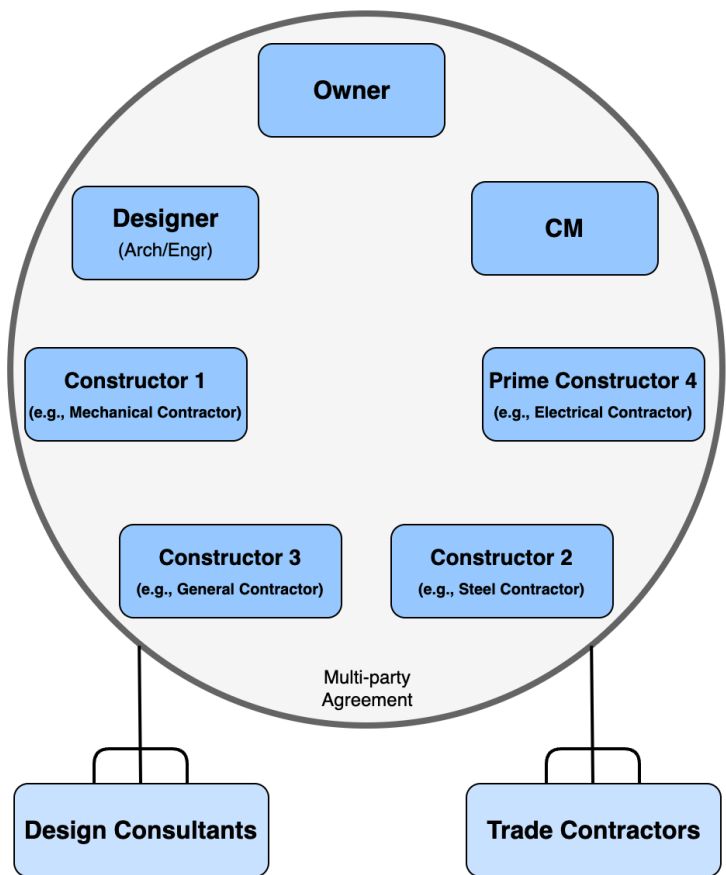 Owner
Designer
(Arch/Engr)
CM
Constructor 1
(e.g., Mechanical Contractor)
Prime Constructor 4
(e.g., Electrical Contractor)
Constructor 3
(e.g., General Contractor)
Constructor 2
(e.g., Steel Contractor)
Multi-party
Agreement
Design Consultants
Trade Contractors